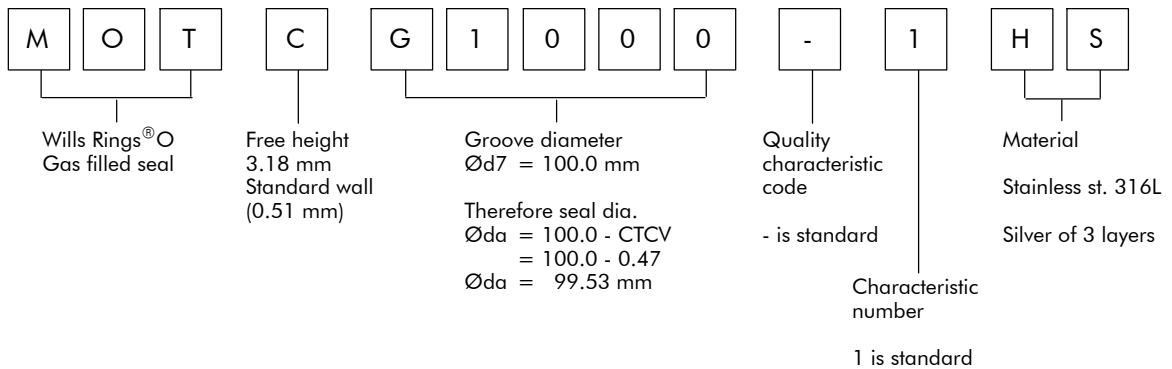 M O T C G 1 0 0 0 - 1 H S
Wills Rings®O
Gas filled seal
Free height
3.18 mm
Standard wall
(0.51 mm)
Groove diameter
Ød7 = 100.0 mm
Therefore seal dia.
Øda = 100.0 - CTCV
= 100.0 - 0.47
Øda = 99.53 mm
Quality
characteristic
code
- is standard
Characteristic
number
1 is standard
Material
Stainless st. 316L
Silver of 3 layers